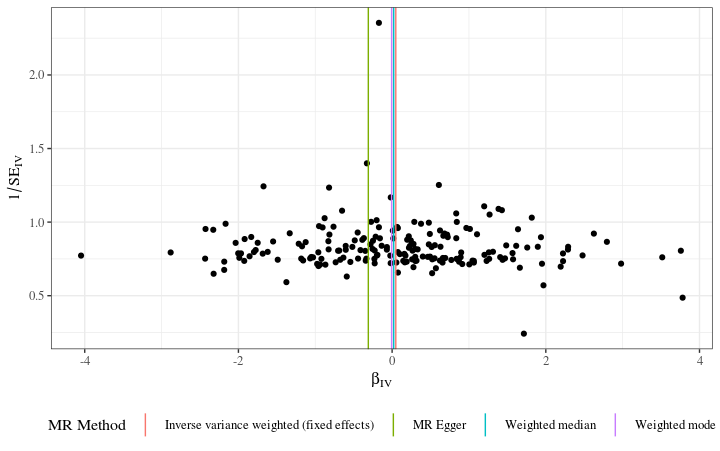 2.0
1.5
1.0
0.5
1/SE_IV
-4 -2 0 2 4
β_IV
MR Method Inverse variance weighted (fixed effects) MR Egger Weighted median Weighted mode